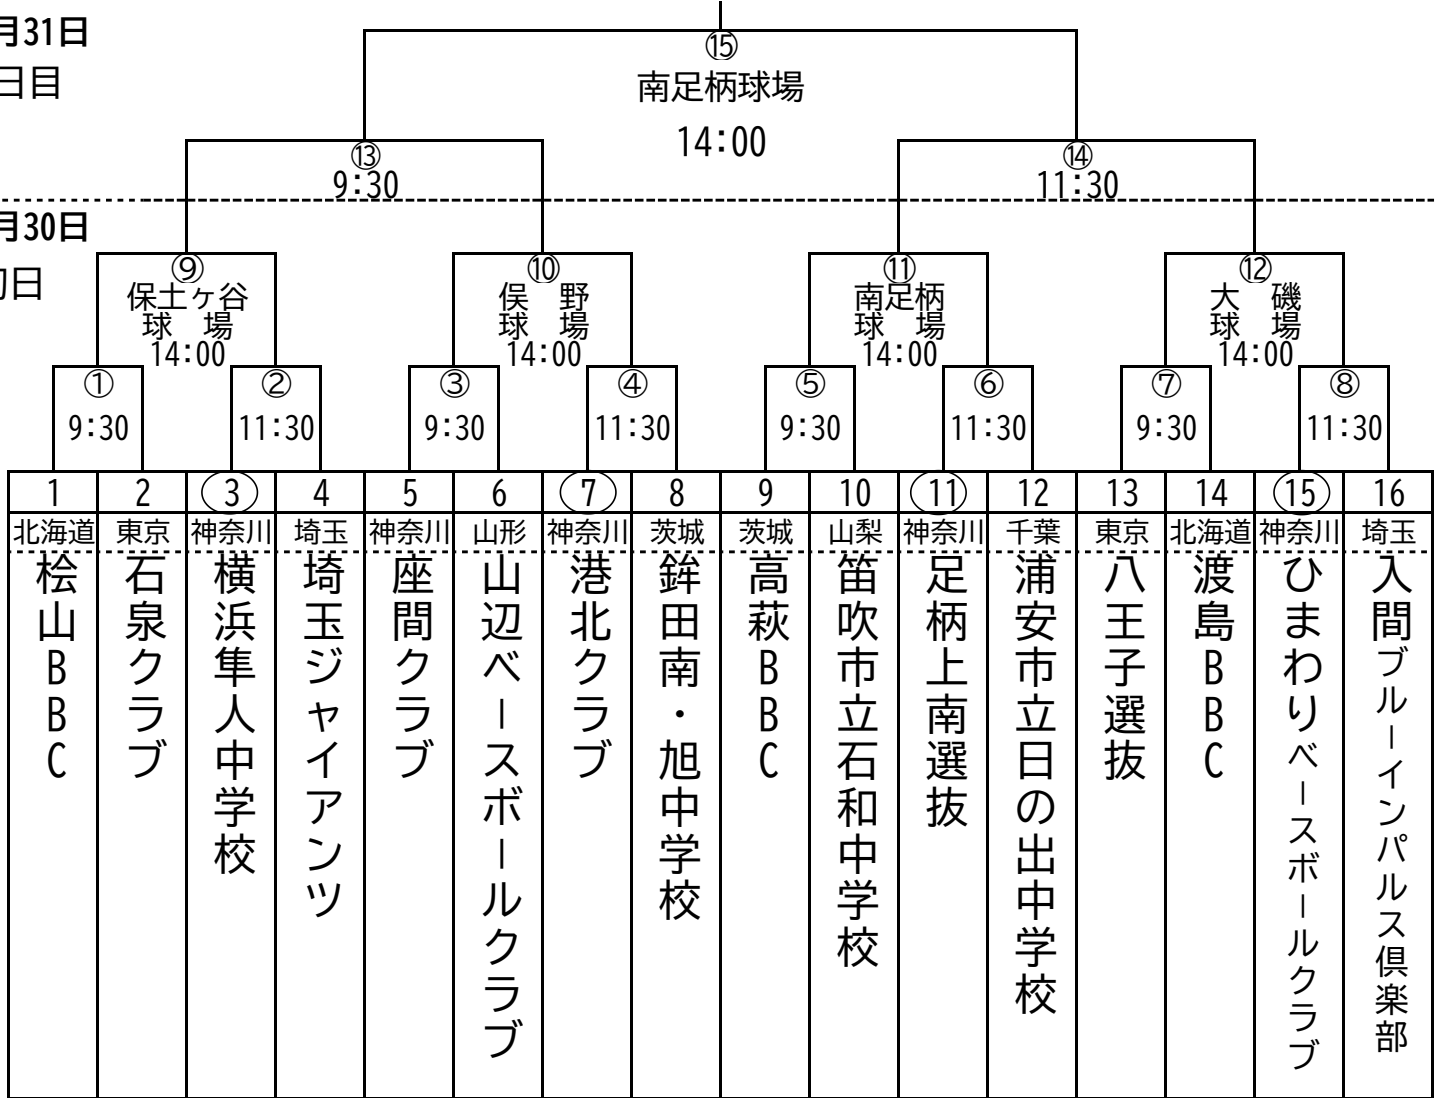 月31日
日目
⑮
南足柄球場
14:00
⑬
9:30
⑭
11:30
月30日
初日
⑨
保土ヶ谷
球　場
14:00
⑩
俣　野
球　場
14:00
⑪
南足柄
球　場
14:00
⑫
大　磯
球　場
14:00
①
9:30
②
11:30
③
9:30
④
11:30
⑤
9:30
⑥
11:30
⑦
9:30
⑧
11:30
1 2 3 4 5 6 7 8 9 10 11 12 13 14 15 16
北海道 東京 神奈川 埼玉 神奈川 山形 神奈川 茨城 茨城 山梨 神奈川 千葉 東京 北海道 神奈川 埼玉
桧山BBC
石泉クラブ
横浜隼人中学校
埼玉ジャイアンツ
座間クラブ
山辺ベースボールクラブ
港北クラブ
鉾田南・旭中学校
高萩BBC
笛吹市立石和中学校
足柄上南選抜
浦安市立日の出中学校
八王子選抜
渡島BBC
ひまわりベースボールクラブ
入間ブルーインパルス倶楽部